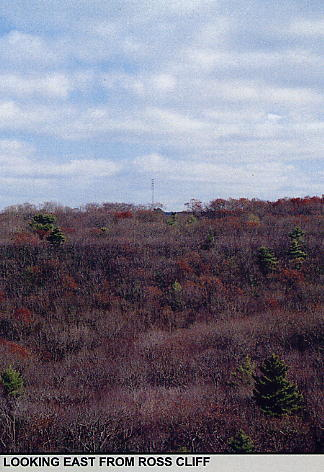 LOOKING EAST FROM ROSS CLIFF